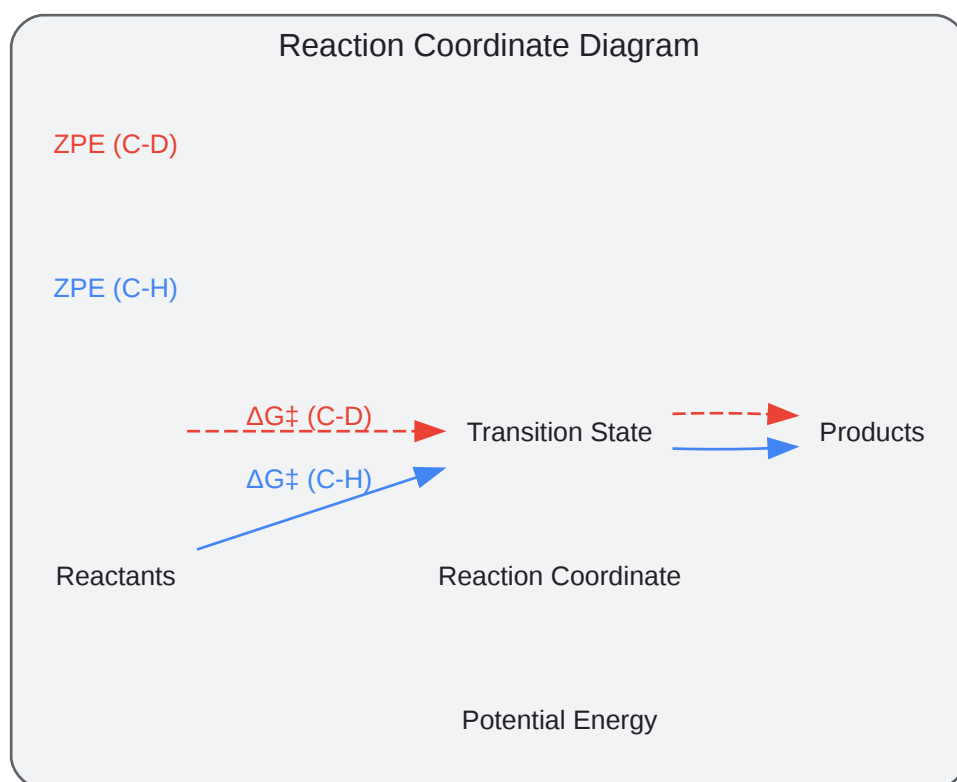 Reaction Coordinate Diagram
ZPE (C-D)
ZPE (C-H)
ΔG‡ (C-D)
Transition State
Products
ΔG‡ (C-H)
Reactants
Reaction Coordinate
Potential Energy